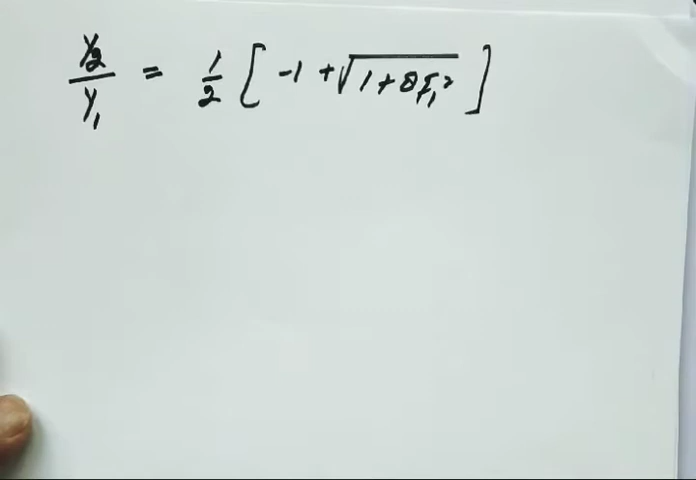 y₂/y₁ = 1/2 [ -1 + √(1 + 8F₁²) ]